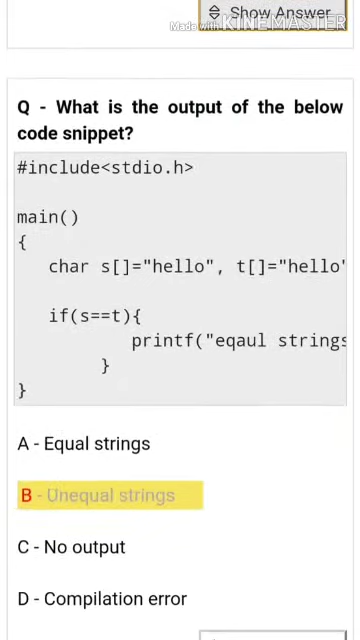 Show Answer
Made with KINEMASTER
Q - What is the output of the below
code snippet?
#include<stdio.h>
main()
{
char s[]="hello", t[]="hello"
if(s==t){
printf("eqaul strings
}
}
A - Equal strings
B - Unequal strings
C - No output
D - Compilation error